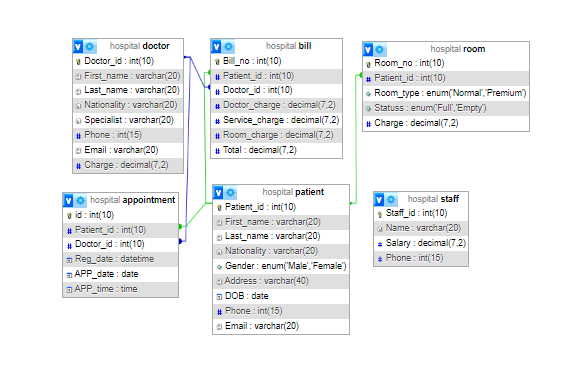 hospital doctor
Doctor_id : int(10)
First_name : varchar(20)
Last_name : varchar(20)
Nationality : varchar(20)
Specialist : varchar(20)
Phone : int(15)
Email : varchar(20)
Charge : decimal(7,2)
hospital bill
Bill_no : int(10)
Patient_id : int(10)
Doctor_id : int(10)
Doctor_charge : decimal(7,2)
Service_charge : decimal(7,2)
Room_charge : decimal(7,2)
Total : decimal(7,2)
hospital room
Room_no : int(10)
Patient_id : int(10)
Room_type : enum('Normal','Premium')
Statuss : enum('Full','Empty')
Charge : decimal(7,2)
hospital appointment
id : int(10)
Patient_id : int(10)
Doctor_id : int(10)
Reg_date : datetime
APP_date : date
APP_time : time
hospital patient
Patient_id : int(10)
First_name : varchar(20)
Last_name : varchar(20)
Nationality : varchar(20)
Gender : enum('Male','Female')
Address : varchar(40)
DOB : date
Phone : int(15)
Email : varchar(20)
hospital staff
Staff_id : int(10)
Name : varchar(20)
Salary : decimal(7,2)
Phone : int(15)